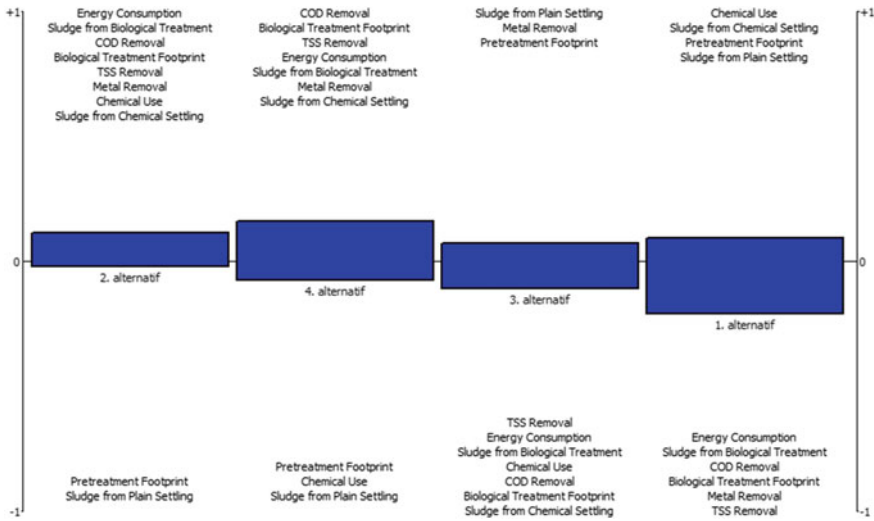 +1
Energy Consumption
Sludge from Biological Treatment
COD Removal
Biological Treatment Footprint
TSS Removal
Metal Removal
Chemical Use
Sludge from Chemical Settling
COD Removal
Biological Treatment Footprint
TSS Removal
Energy Consumption
Sludge from Biological Treatment
Metal Removal
Sludge from Chemical Settling
Sludge from Plain Settling
Metal Removal
Pretreatment Footprint
Chemical Use
Sludge from Chemical Settling
Pretreatment Footprint
Sludge from Plain Settling
+1
0
2. alternatif
4. alternatif
3. alternatif
1. alternatif
0
Pretreatment Footprint
Sludge from Plain Settling
Pretreatment Footprint
Chemical Use
Sludge from Plain Settling
TSS Removal
Energy Consumption
Sludge from Biological Treatment
Chemical Use
COD Removal
Biological Treatment Footprint
Sludge from Chemical Settling
Energy Consumption
Sludge from Biological Treatment
COD Removal
Biological Treatment Footprint
Metal Removal
TSS Removal
-1
-1